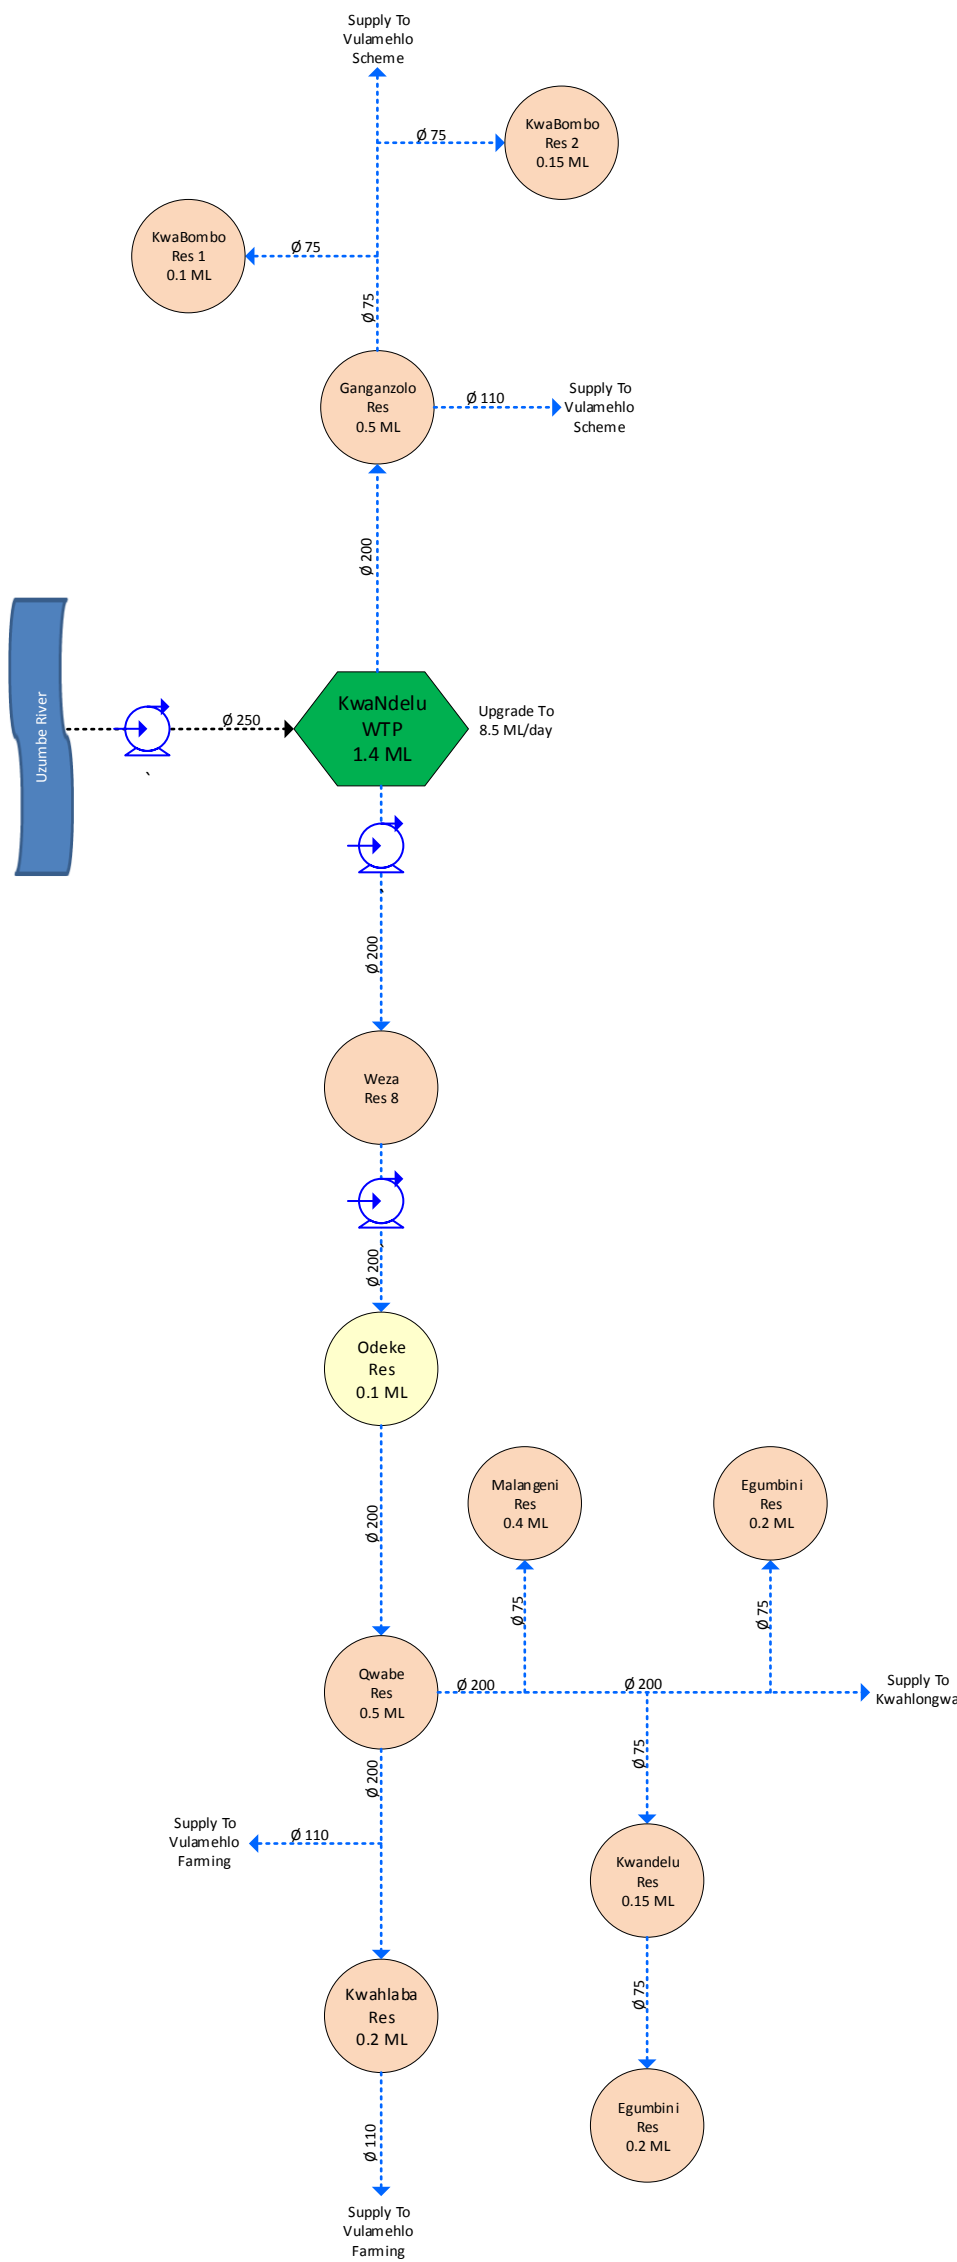 Supply To
Vulamehlo
Scheme
Ø 75
KwaBombo
Res 2
0.15 ML
KwaBombo
Res 1
0.1 ML
Ø 75
Ø 75
Ganganzolo
Res
0.5 ML
Ø 110
Supply To
Vulamehlo
Scheme
Ø 200
Uzumbe River
Ø 250
KwaNdelu
WTP
1.4 ML
Upgrade To
8.5 ML/day
Ø 200
Weza
Res 8
Ø 200
Odeke
Res
0.1 ML
Ø 200
Malangeni
Res
0.4 ML
Egumbini
Res
0.2 ML
Ø 75
Ø 75
Qwabe
Res
0.5 ML
Ø 200
Ø 200
Supply To
Kwahlongwa
Ø 200
Ø 75
Supply To
Vulamehlo
Farming
Ø 110
Kwandelu
Res
0.15 ML
Kwahlaba
Res
0.2 ML
Ø 75
Ø 110
Egumbini
Res
0.2 ML
Supply To
Vulamehlo
Farming